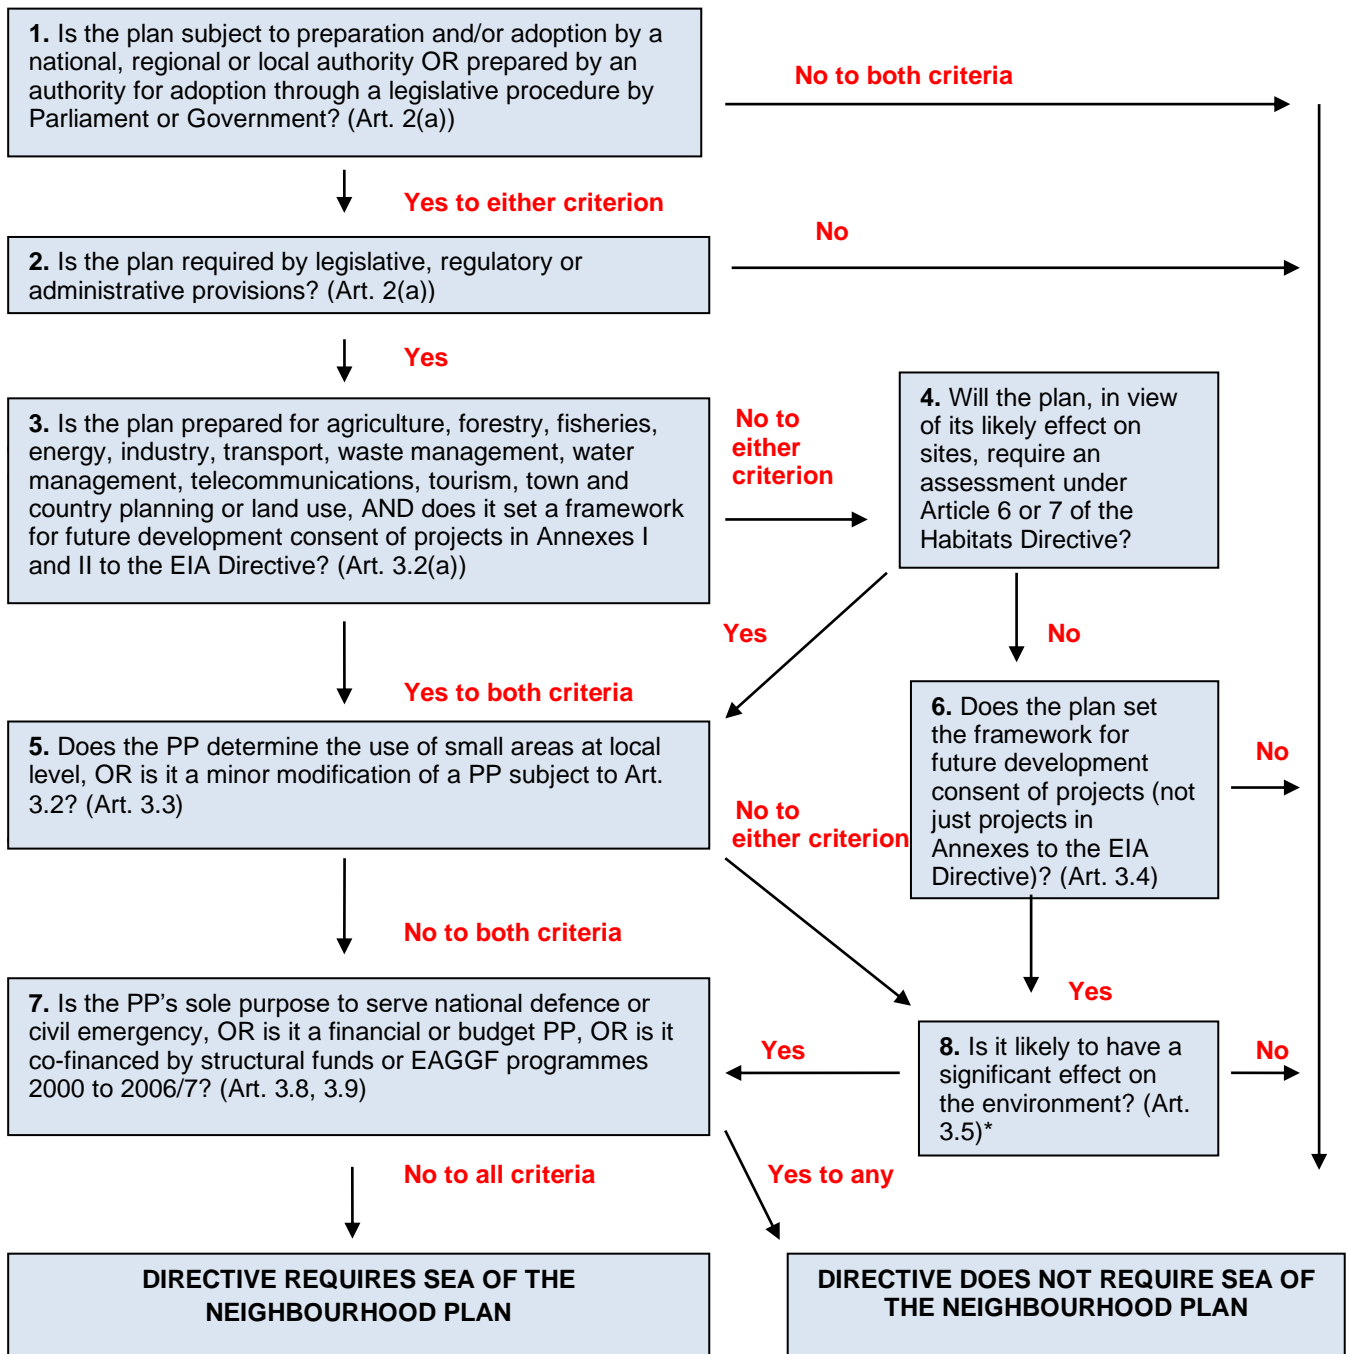 1. Is the plan subject to preparation and/or adoption by a
national, regional or local authority OR prepared by an
authority for adoption through a legislative procedure by
Parliament or Government? (Art. 2(a))
No to both criteria
Yes to either criterion
No
2. Is the plan required by legislative, regulatory or
administrative provisions? (Art. 2(a))
Yes
3. Is the plan prepared for agriculture, forestry, fisheries,
energy, industry, transport, waste management, water
management, telecommunications, tourism, town and
country planning or land use, AND does it set a framework
for future development consent of projects in Annexes I
and II to the EIA Directive? (Art. 3.2(a))
No to
either
criterion
4. Will the plan, in view
of its likely effect on
sites, require an
assessment under
Article 6 or 7 of the
Habitats Directive?
Yes
No
Yes to both criteria
5. Does the PP determine the use of small areas at local
level, OR is it a minor modification of a PP subject to Art.
3.2? (Art. 3.3)
6. Does the plan set
the framework for
future development
consent of projects (not
just projects in
Annexes to the EIA
Directive)? (Art. 3.4)
No
No to
either criterion
No to both criteria
Yes
7. Is the PP's sole purpose to serve national defence or
civil emergency, OR is it a financial or budget PP, OR is it
co-financed by structural funds or EAGGF programmes
2000 to 2006/7? (Art. 3.8, 3.9)
Yes
8. Is it likely to have a
significant effect on
the environment? (Art.
3.5)*
No
No to all criteria
Yes to any
DIRECTIVE REQUIRES SEA OF THE
NEIGHBOURHOOD PLAN
DIRECTIVE DOES NOT REQUIRE SEA OF
THE NEIGHBOURHOOD PLAN